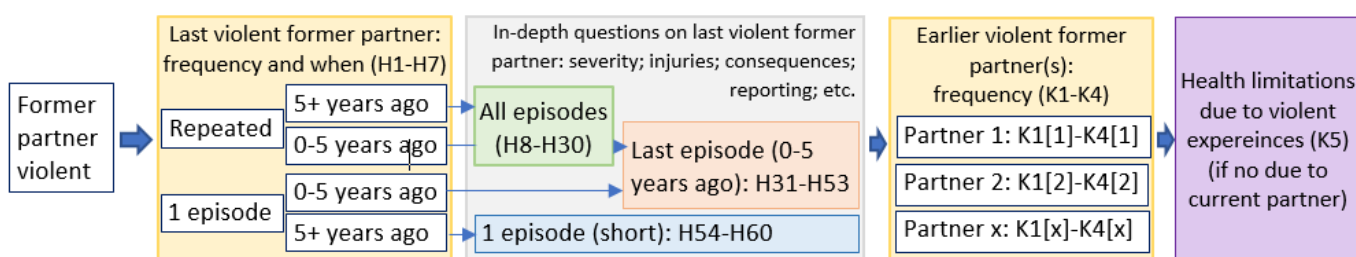 Former
partner
violent
Last violent former partner:
frequency and when (H1-H7)
Repeated
5+ years ago
0-5 years ago
1 episode
0-5 years ago
5+ years ago
In-depth questions on last violent former
partner: severity; injuries; consequences;
reporting; etc.
All episodes
(H8-H30)
Last episode (0-5
years ago): H31-H53
1 episode (short): H54-H60
Earlier violent former
partner(s):
frequency (K1-K4)
Partner 1: K1[1]-K4[1]
Partner 2: K1[2]-K4[2]
Partner x: K1[x]-K4[x]
Health limitations
due to violent
expereinces (K5)
(if no due to
current partner)